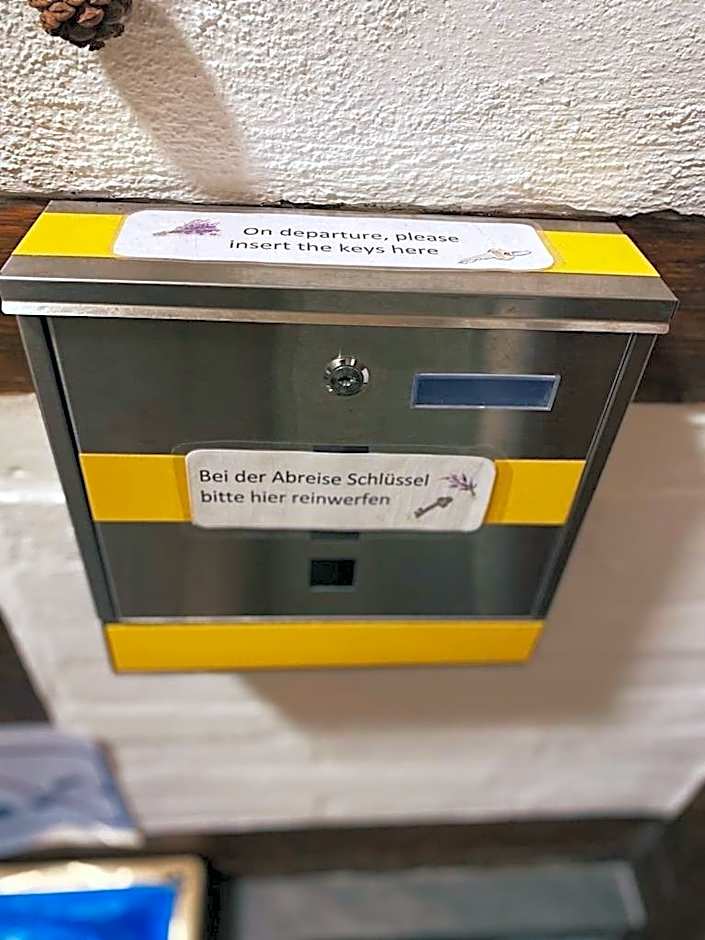 On departure, please
insert the keys here
Bei der Abreise Schlüssel
bitte hier reinwerfen